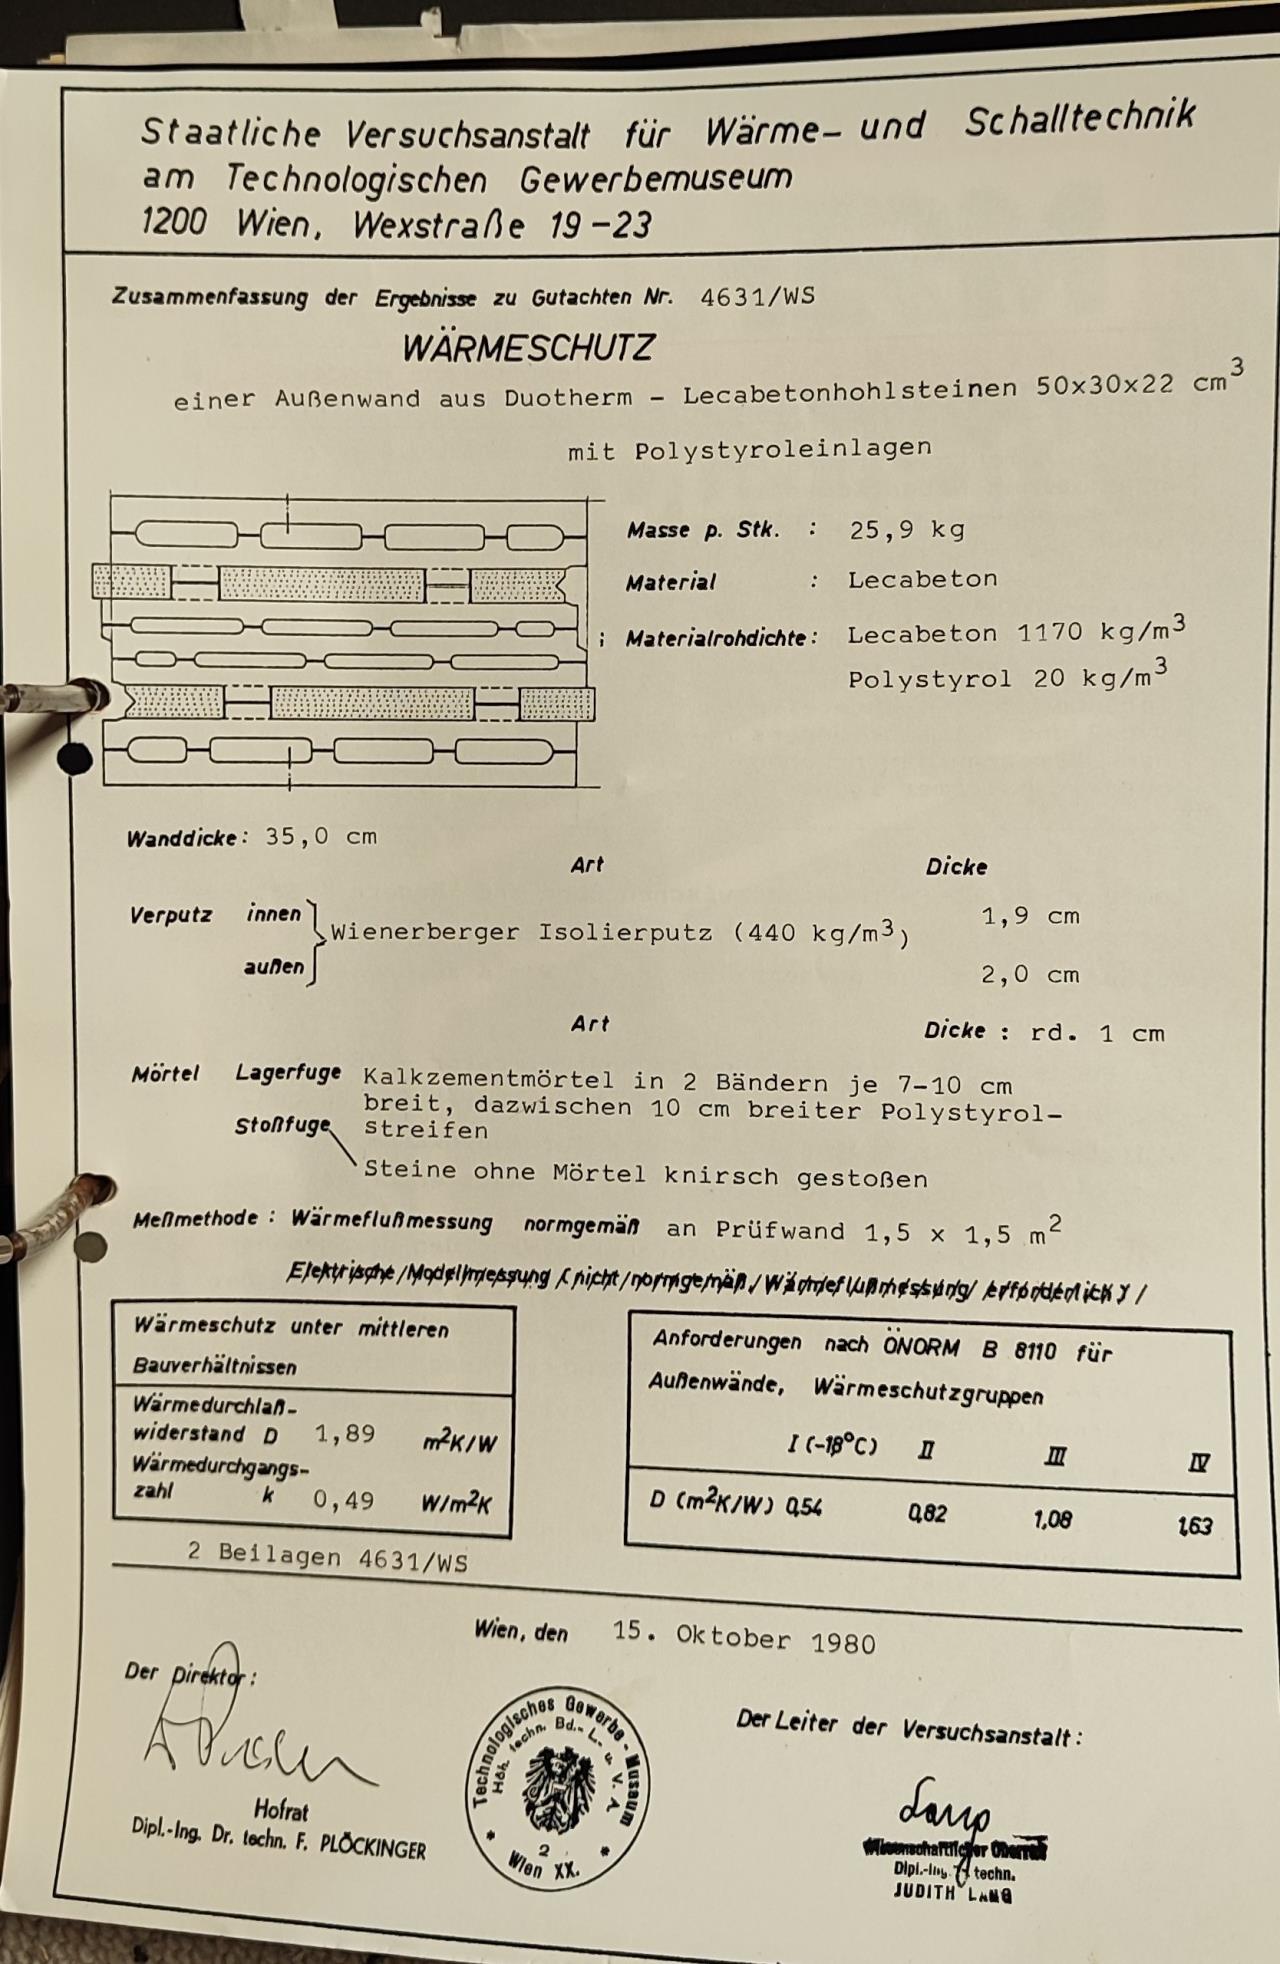 Staatliche Versuchsanstalt für Wärme- und Schalltechnik
am Technologischen Gewerbemuseum
1200 Wien, Wexstraße 19-23
Zusammenfassung der Ergebnisse zu Gutachten Nr. 4631/WS
WÄRMESCHUTZ
einer Außenwand aus Duotherm - Lecabetonhohlsteinen 50x30x22 cm³
mit Polystyroleinlagen
Masse p. Stk. : 25,9 kg
Material : Lecabeton
; Materialrohdichte: Lecabeton 1170 kg/m³
Polystyrol 20 kg/m³
Wanddicke: 35,0 cm
Art Dicke
Verputz innen 1,9 cm
Wienerberger Isolierputz (440 kg/m³)
außen 2,0 cm
Art Dicke : rd. 1 cm
Mörtel Lagerfuge Kalkzementmörtel in 2 Bändern je 7-10 cm
breit, dazwischen 10 cm breiter Polystyrol-
Stoßfuge streifen
Steine ohne Mörtel knirsch gestoßen
Meßmethode: Wärmeflußmessung normgemäß an Prüfwand 1,5 x 1,5 m²
Elektrische/Modellmessung (nicht/normgemäß/Wärmeflußmessung/erforderlich)/
Wärmeschutz unter mittleren
Bauverhältnissen
Wärmedurchlaß-
widerstand D 1,89 m²K/W
Wärmedurchgangs-
zahl k 0,49 W/m²K
Anforderungen nach ÖNORM B 8110 für
Außenwände, Wärmeschutzgruppen
I (-18°C) II III IV
D (m²K/W) 0,54 0,82 1,08 1,63
2 Beilagen 4631/WS
Wien, den 15. Oktober 1980
Der Direktor:
Hofrat
Dipl.-Ing. Dr. techn. F. PLÖCKINGER
Technologisches Gewerbe-Museum
Höh. techn. Bd.- L. u. V. A.
2
* Wien XX. *
Der Leiter der Versuchsanstalt:
Lang
Wissenschaftlicher Oberrat
Dipl.-Ing. techn.
JUDITH LANG